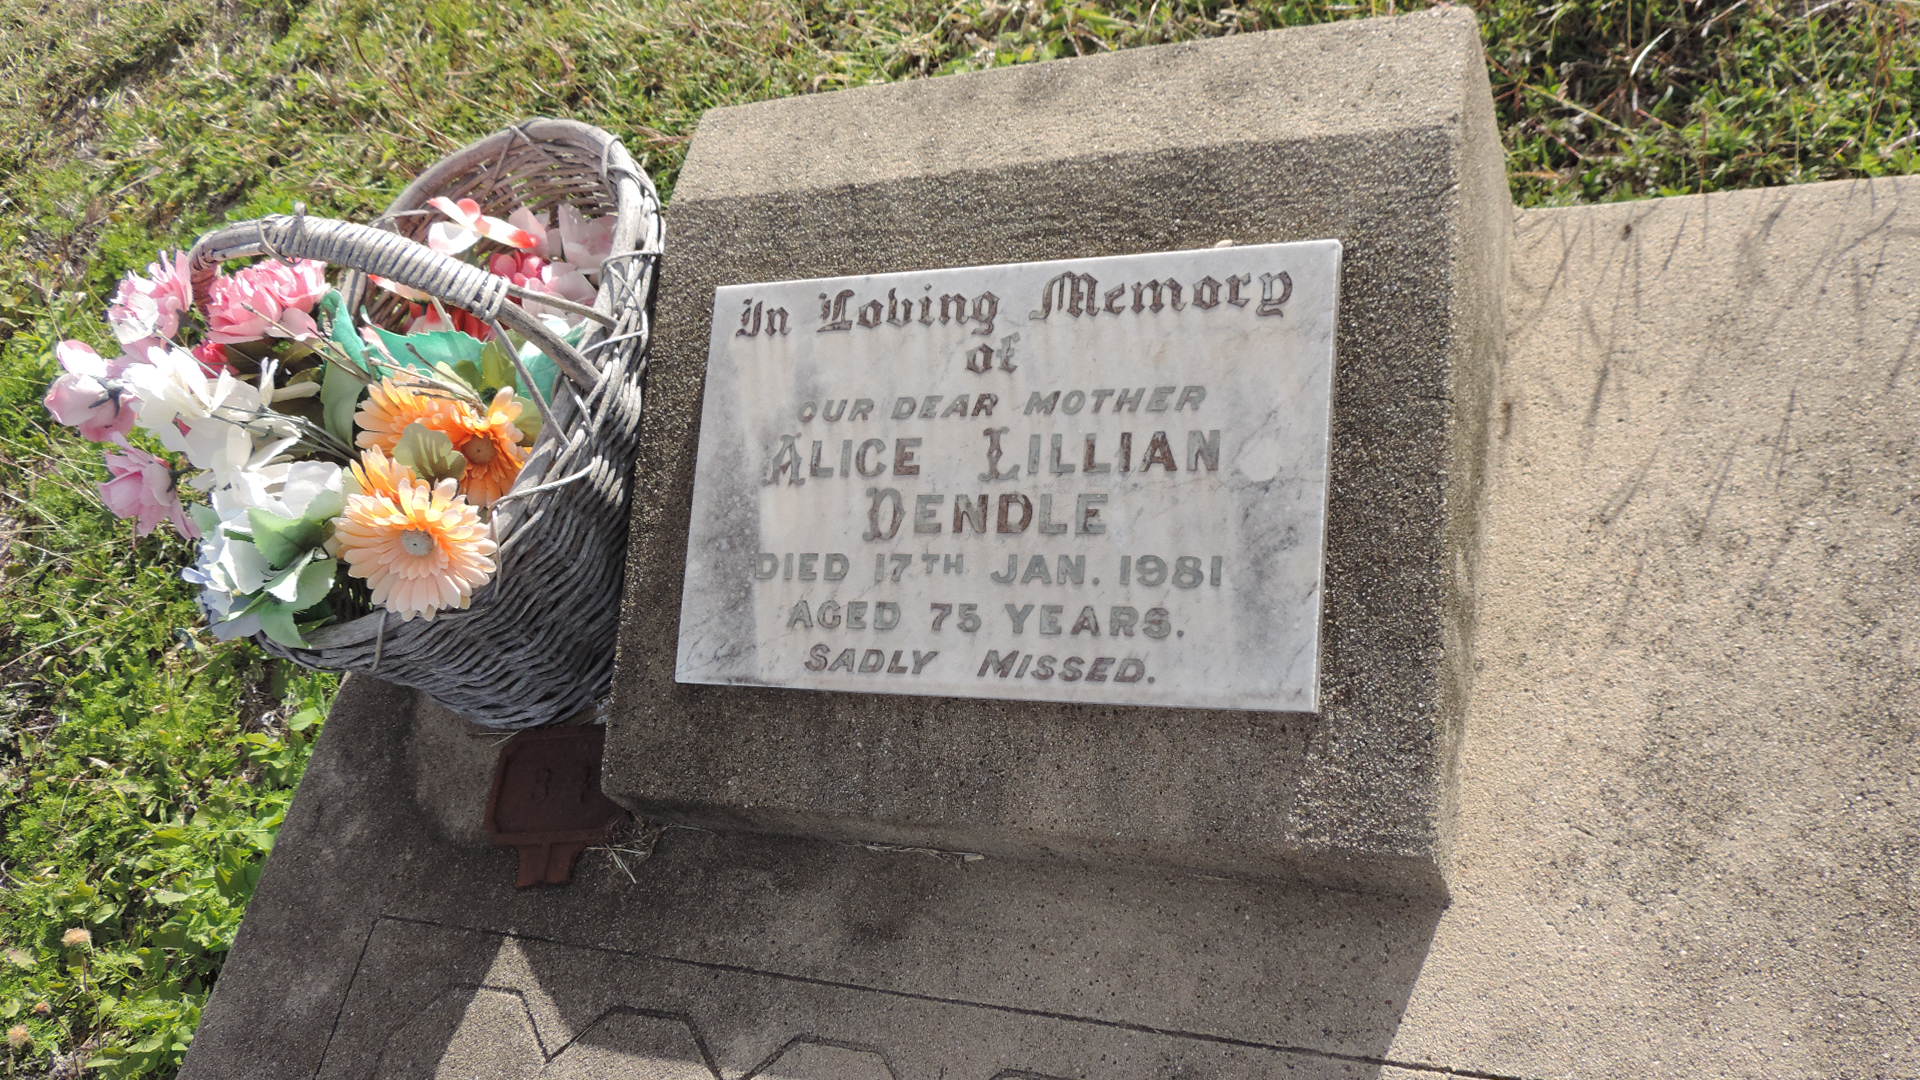 In Loving Memory
of
OUR DEAR MOTHER
ALICE LILLIAN
DENDLE
DIED 17TH JAN. 1981
AGED 75 YEARS.
SADLY MISSED.